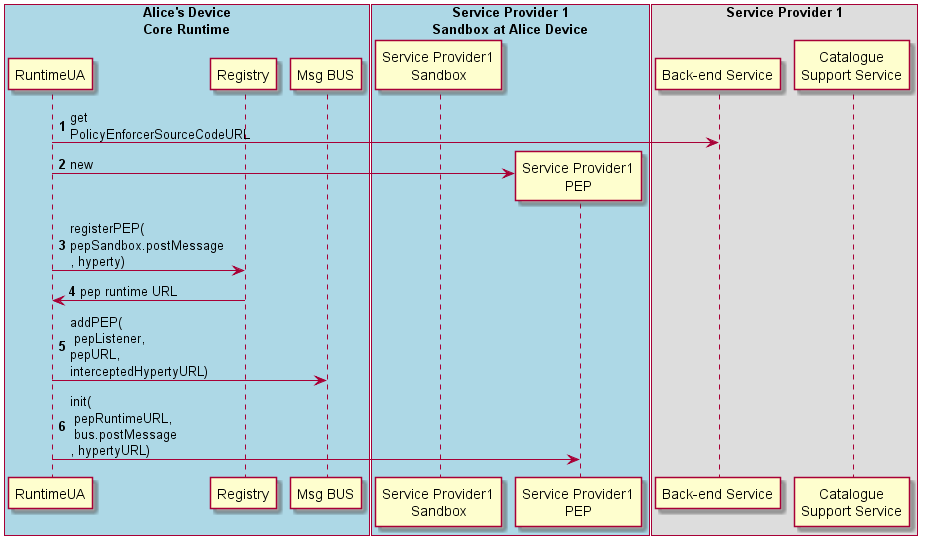 Alice's Device
Core Runtime
Service Provider 1
Sandbox at Alice Device
Service Provider 1
RuntimeUA
Registry
Msg BUS
Service Provider1
Sandbox
Back-end Service
Catalogue
Support Service
1 get
PolicyEnforcerSourceCodeURL
2 new
Service Provider1
PEP
registerPEP(
3 pepSandbox.postMessage
, hyperty)
4 pep runtime URL
addPEP(
pepListener,
5 pepURL,
interceptedHypertyURL)
init(
pepRuntimeURL,
6 bus.postMessage
, hypertyURL)
RuntimeUA
Registry
Msg BUS
Service Provider1
Sandbox
Service Provider1
PEP
Back-end Service
Catalogue
Support Service